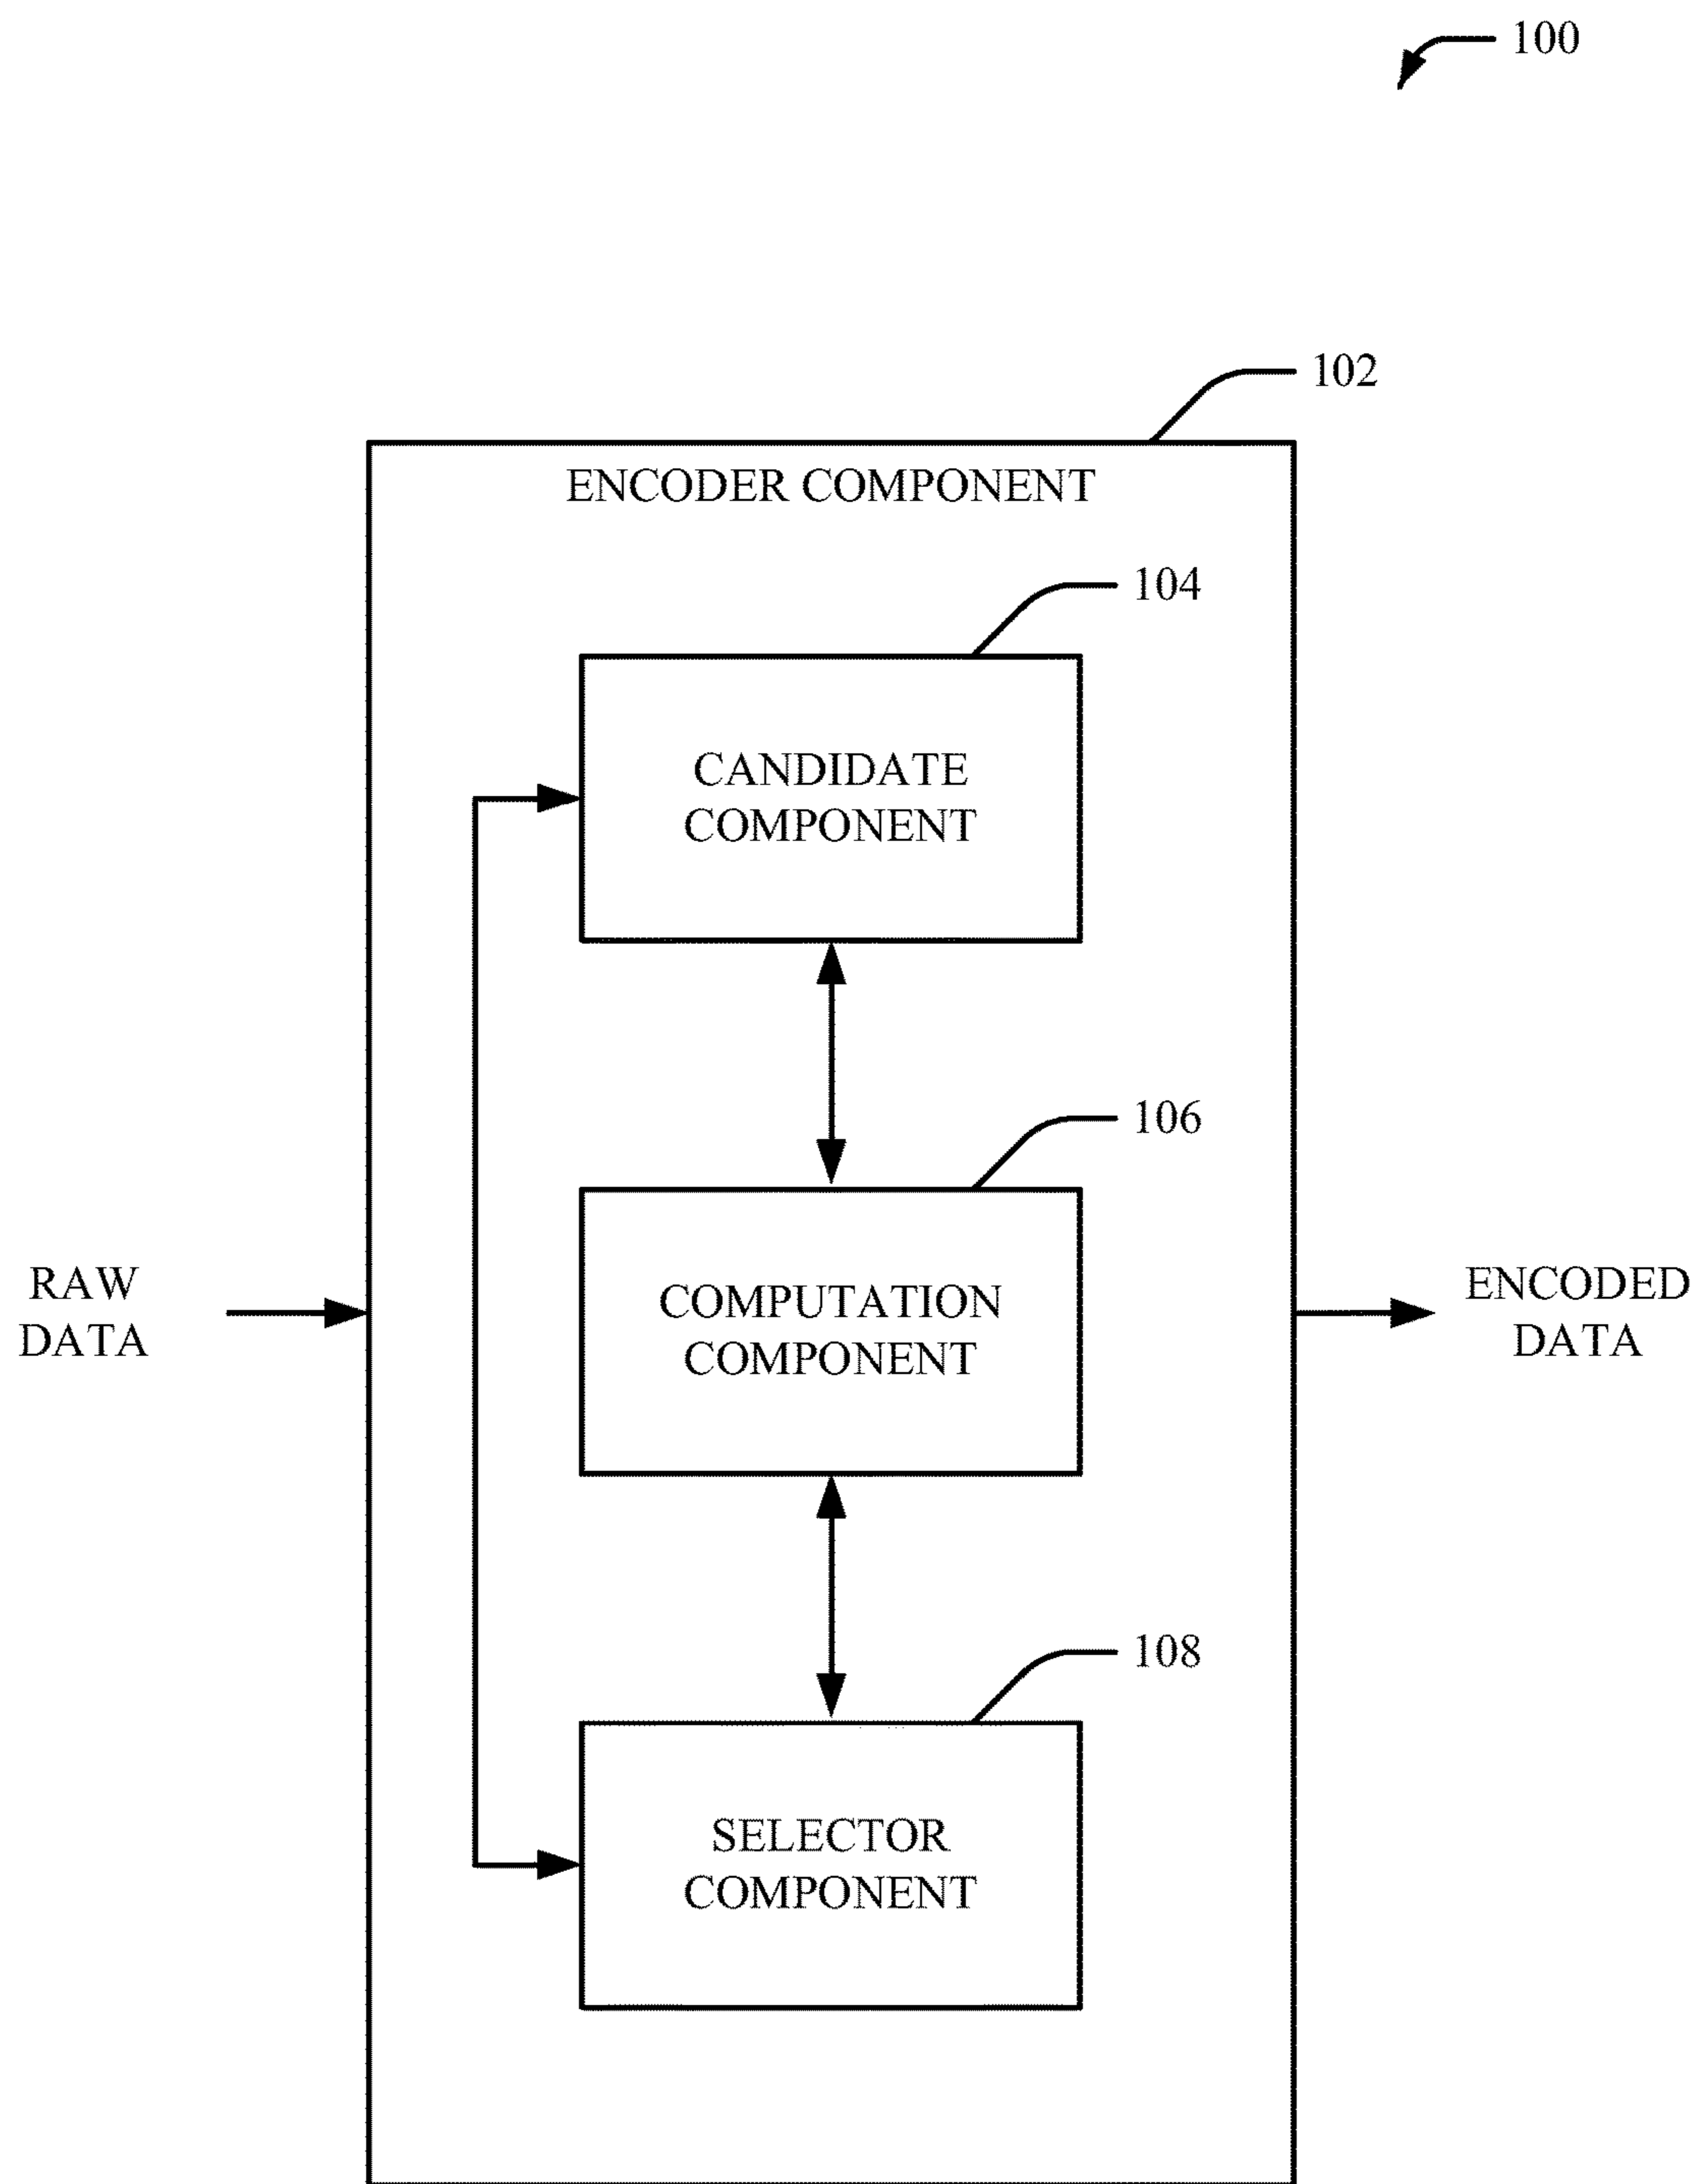 100
102
ENCODER COMPONENT
104
CANDIDATE
COMPONENT
106
RAW
DATA
COMPUTATION
COMPONENT
ENCODED
DATA
108
SELECTOR
COMPONENT